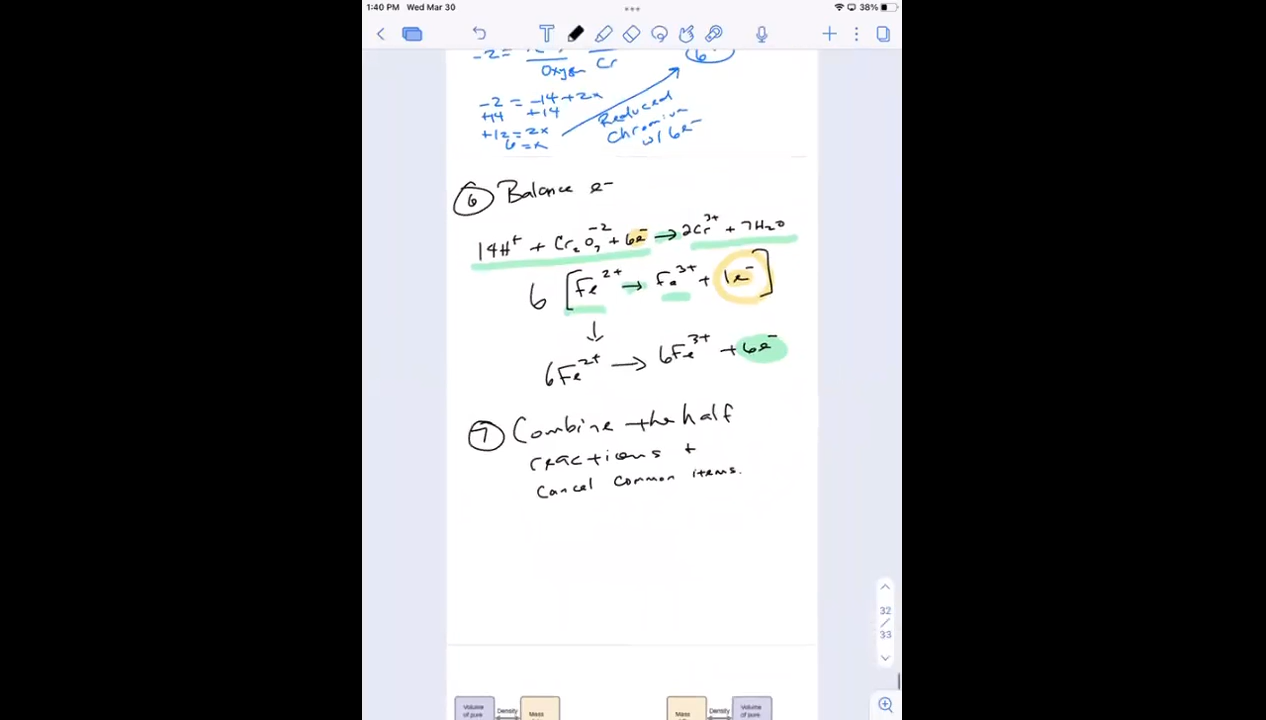 1:40 PM Wed Mar 30
38%
-2 =
Oxygen Cr
6
-2 = -14 + 2x
+14 +14
+12 = 2x
6 = x
Reduced
Chromium
w/ 6e⁻
⑥ Balance e⁻
14H⁺ + Cr₂O₇⁻² + 6e⁻ → 2Cr³⁺ + 7H₂O
6 [Fe²⁺ → Fe³⁺ + 1e⁻]
↓
6Fe²⁺ → 6Fe³⁺ + 6e⁻
⑦ Combine the half
reactions +
cancel common items.
32
/
33
Volume
of pure
Density
Mass
Mass
Density
Volume
of pure